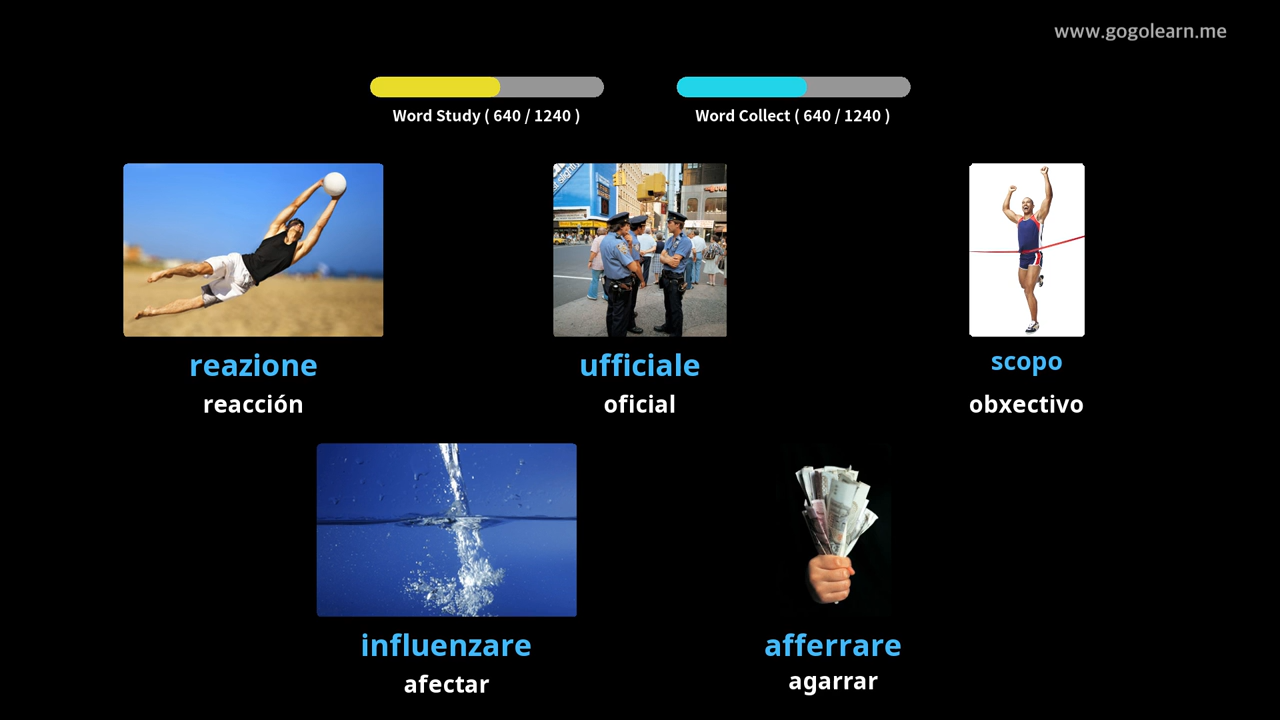 www.gogolearn.me
Word Study ( 640 / 1240 )
Word Collect ( 640 / 1240 )
reazione
reacción
ufficiale
oficial
scopo
obxectivo
influenzare
afectar
afferrare
agarrar